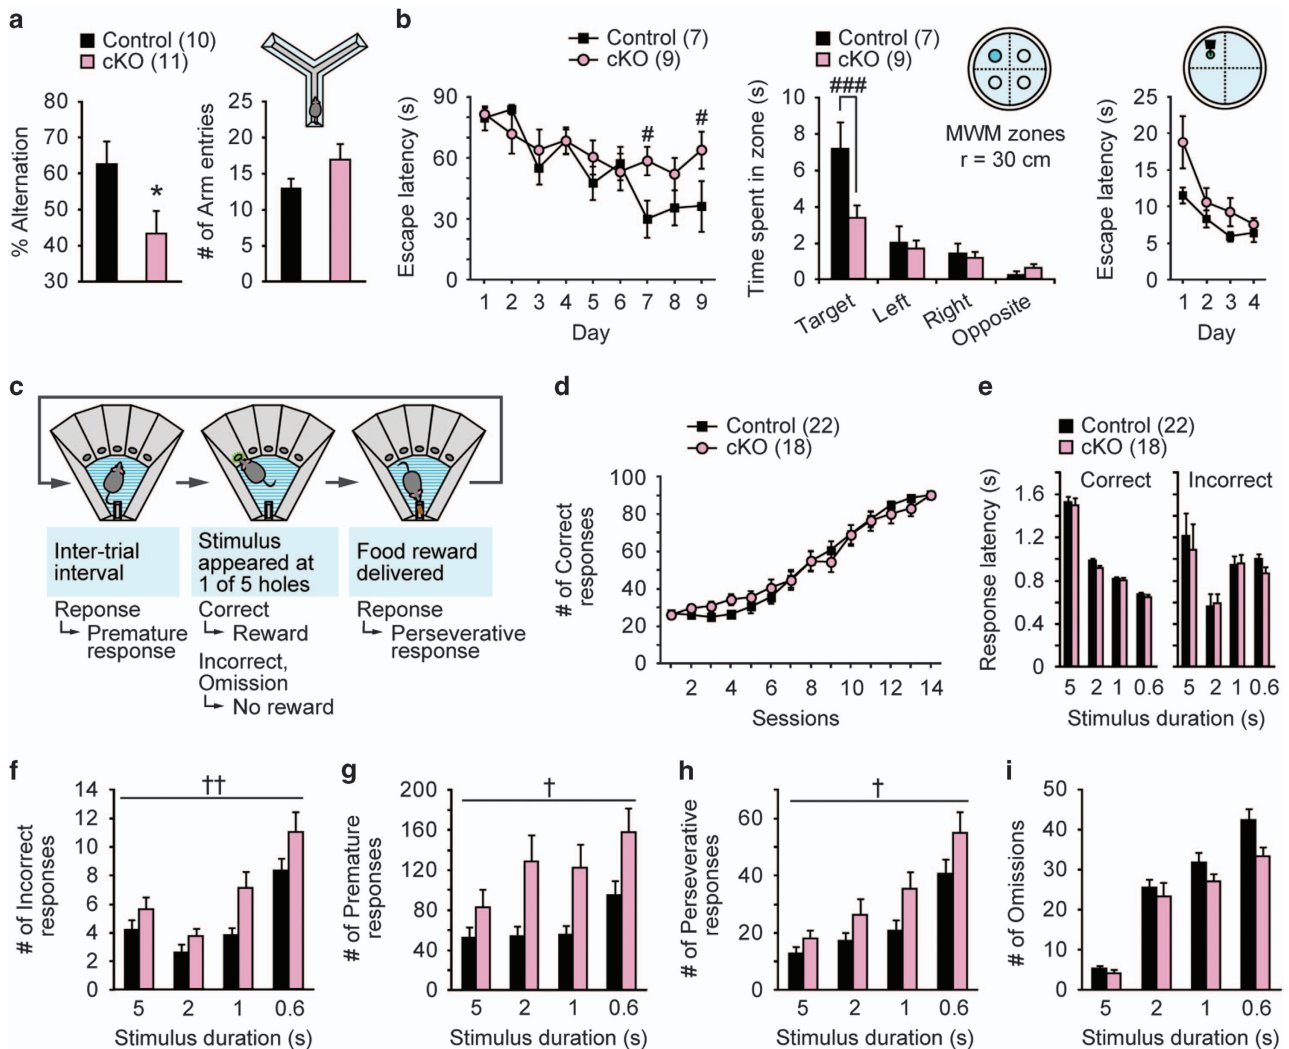 a
Control (10)
cKO (11)
% Alternation
80
70
60
50
40
30
*
# of Arm entries
25
20
15
10
5
0
b
Control (7)
cKO (9)
Escape latency (s)
90
60
30
0
#
#
1 2 3 4 5 6 7 8 9
Day
Control (7)
cKO (9)
###
Time spent in zone (s)
10
8
6
4
2
0
Target
Left
Right
Opposite
MWM zones
r = 30 cm
Escape latency (s)
25
20
15
10
5
0
1 2 3 4
Day
c
Inter-trial
interval
Reponse
Premature
response
Stimulus
appeared at
1 of 5 holes
Correct
Reward
Incorrect,
Omission
No reward
Food reward
delivered
Reponse
Perseverative
response
d
Control (22)
cKO (18)
# of Correct
responses
100
80
60
40
20
0
2 4 6 8 10 12 14
Sessions
e
Control (22)
cKO (18)
Correct
Incorrect
Response latency (s)
1.6
1.2
0.8
0.4
0
5 2 1 0.6
5 2 1 0.6
Stimulus duration (s)
f
††
# of Incorrect
responses
14
12
10
8
6
4
2
0
5 2 1 0.6
Stimulus duration (s)
g
†
# of Premature
responses
200
160
120
80
40
0
5 2 1 0.6
Stimulus duration (s)
h
†
# of Perseverative
responses
60
40
20
0
5 2 1 0.6
Stimulus duration (s)
i
# of Omissions
50
40
30
20
10
0
5 2 1 0.6
Stimulus duration (s)